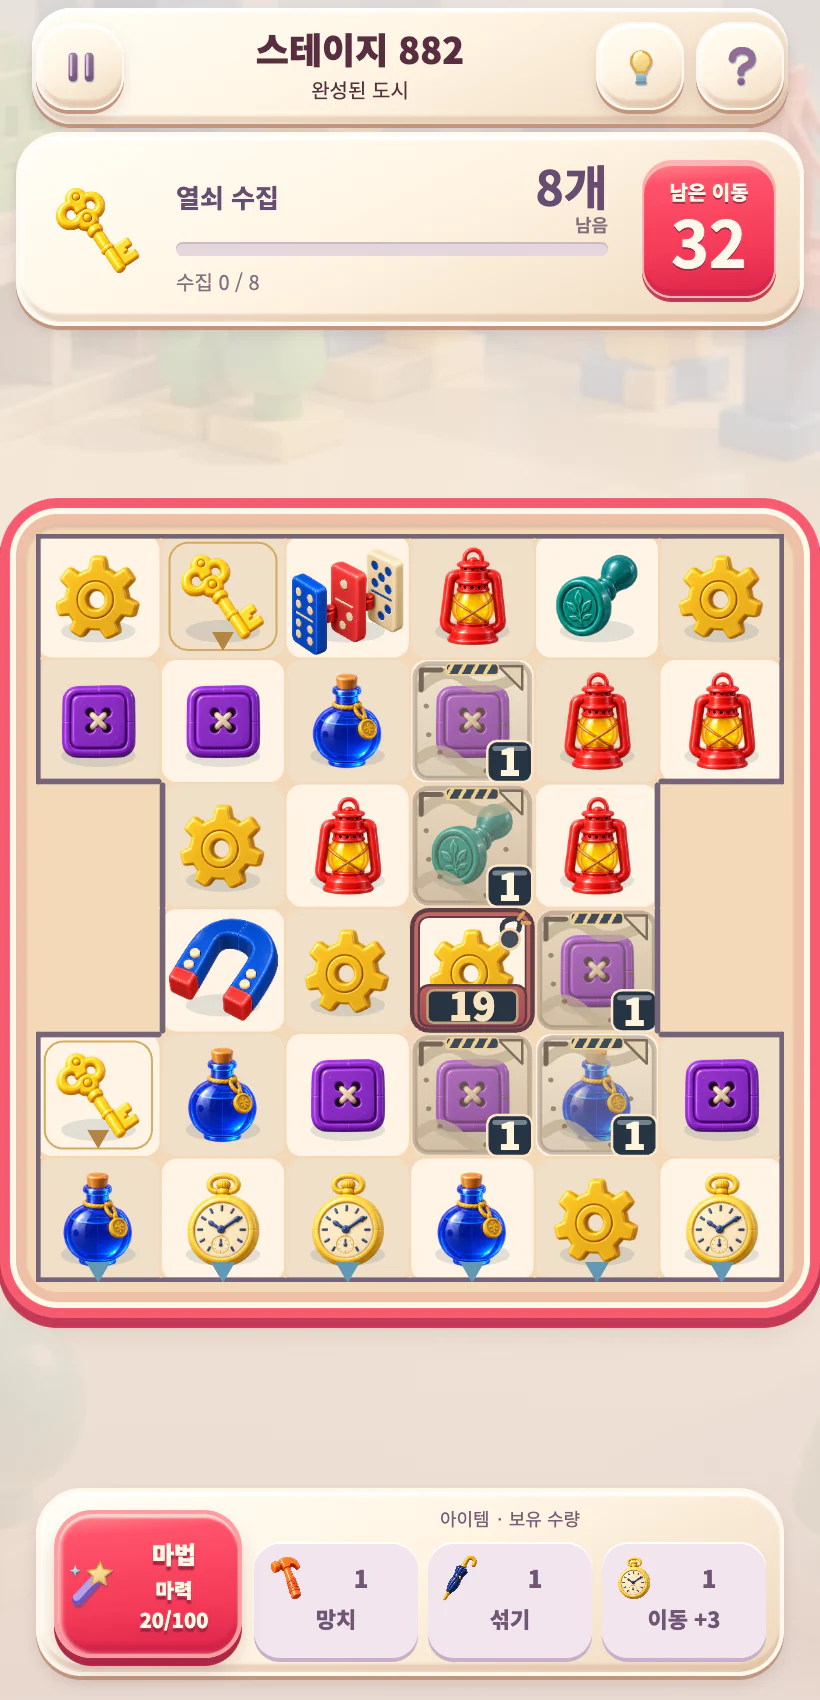 스테이지 882
완성된 도시
열쇠 수집
8개
남음
수집 0 / 8
남은 이동
32
1
1
19
1
1
1
마법
마력
20/100
아이템 · 보유 수량
1
망치
1
섞기
1
이동 +3